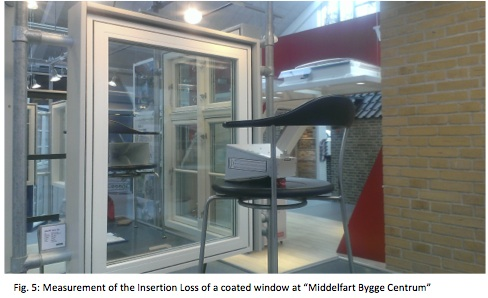 Fig. 5: Measurement of the Insertion Loss of a coated window at “Middelfart Bygge Centrum”